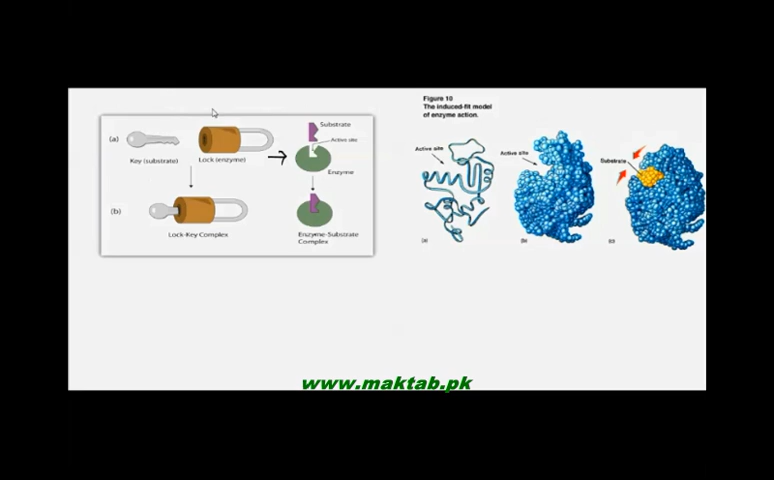 (a)
Key (substrate)
Lock (enzyme)
Substrate
Active site
Enzyme
(b)
Lock-Key Complex
Enzyme-Substrate
Complex
Figure 10
The induced-fit model
of enzyme action.
Active site
Active site
Substrate
(a)
(b)
(c)
www.maktab.pk